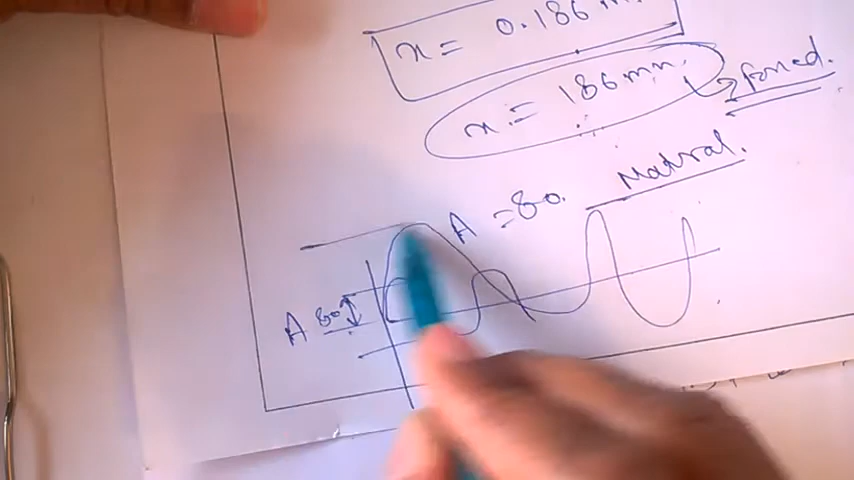 x = 0.186 m.
x = 186 mm. → forced.
Natural.
A = 80.
A 80